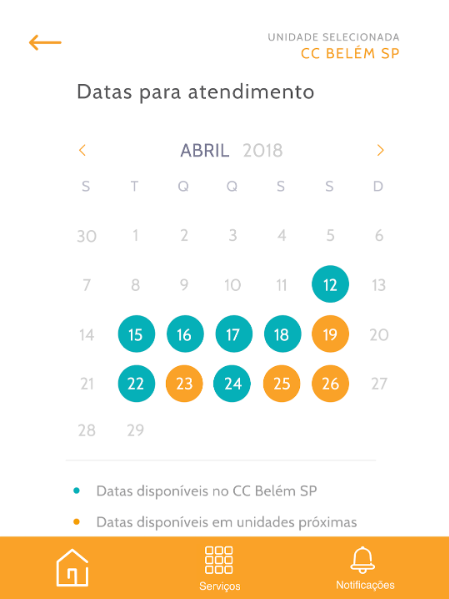 UNIDADE SELECIONADA
CC BELÉM SP
Datas para atendimento
ABRIL 2018
S T Q Q S S D
30 1 2 3 4 5 6
7 8 9 10 11 12 13
14 15 16 17 18 19 20
21 22 23 24 25 26 27
28 29
Datas disponíveis no CC Belém SP
Datas disponíveis em unidades próximas
Serviços Notificações